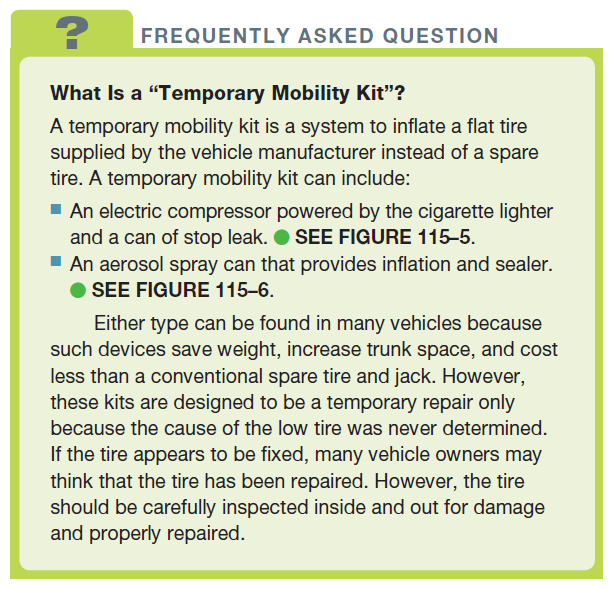 ?
FREQUENTLY ASKED QUESTION
What Is a “Temporary Mobility Kit”?
A temporary mobility kit is a system to inflate a flat tire
supplied by the vehicle manufacturer instead of a spare
tire. A temporary mobility kit can include:
■ An electric compressor powered by the cigarette lighter
and a can of stop leak. ● SEE FIGURE 115–5.
■ An aerosol spray can that provides inflation and sealer.
● SEE FIGURE 115–6.
Either type can be found in many vehicles because
such devices save weight, increase trunk space, and cost
less than a conventional spare tire and jack. However,
these kits are designed to be a temporary repair only
because the cause of the low tire was never determined.
If the tire appears to be fixed, many vehicle owners may
think that the tire has been repaired. However, the tire
should be carefully inspected inside and out for damage
and properly repaired.